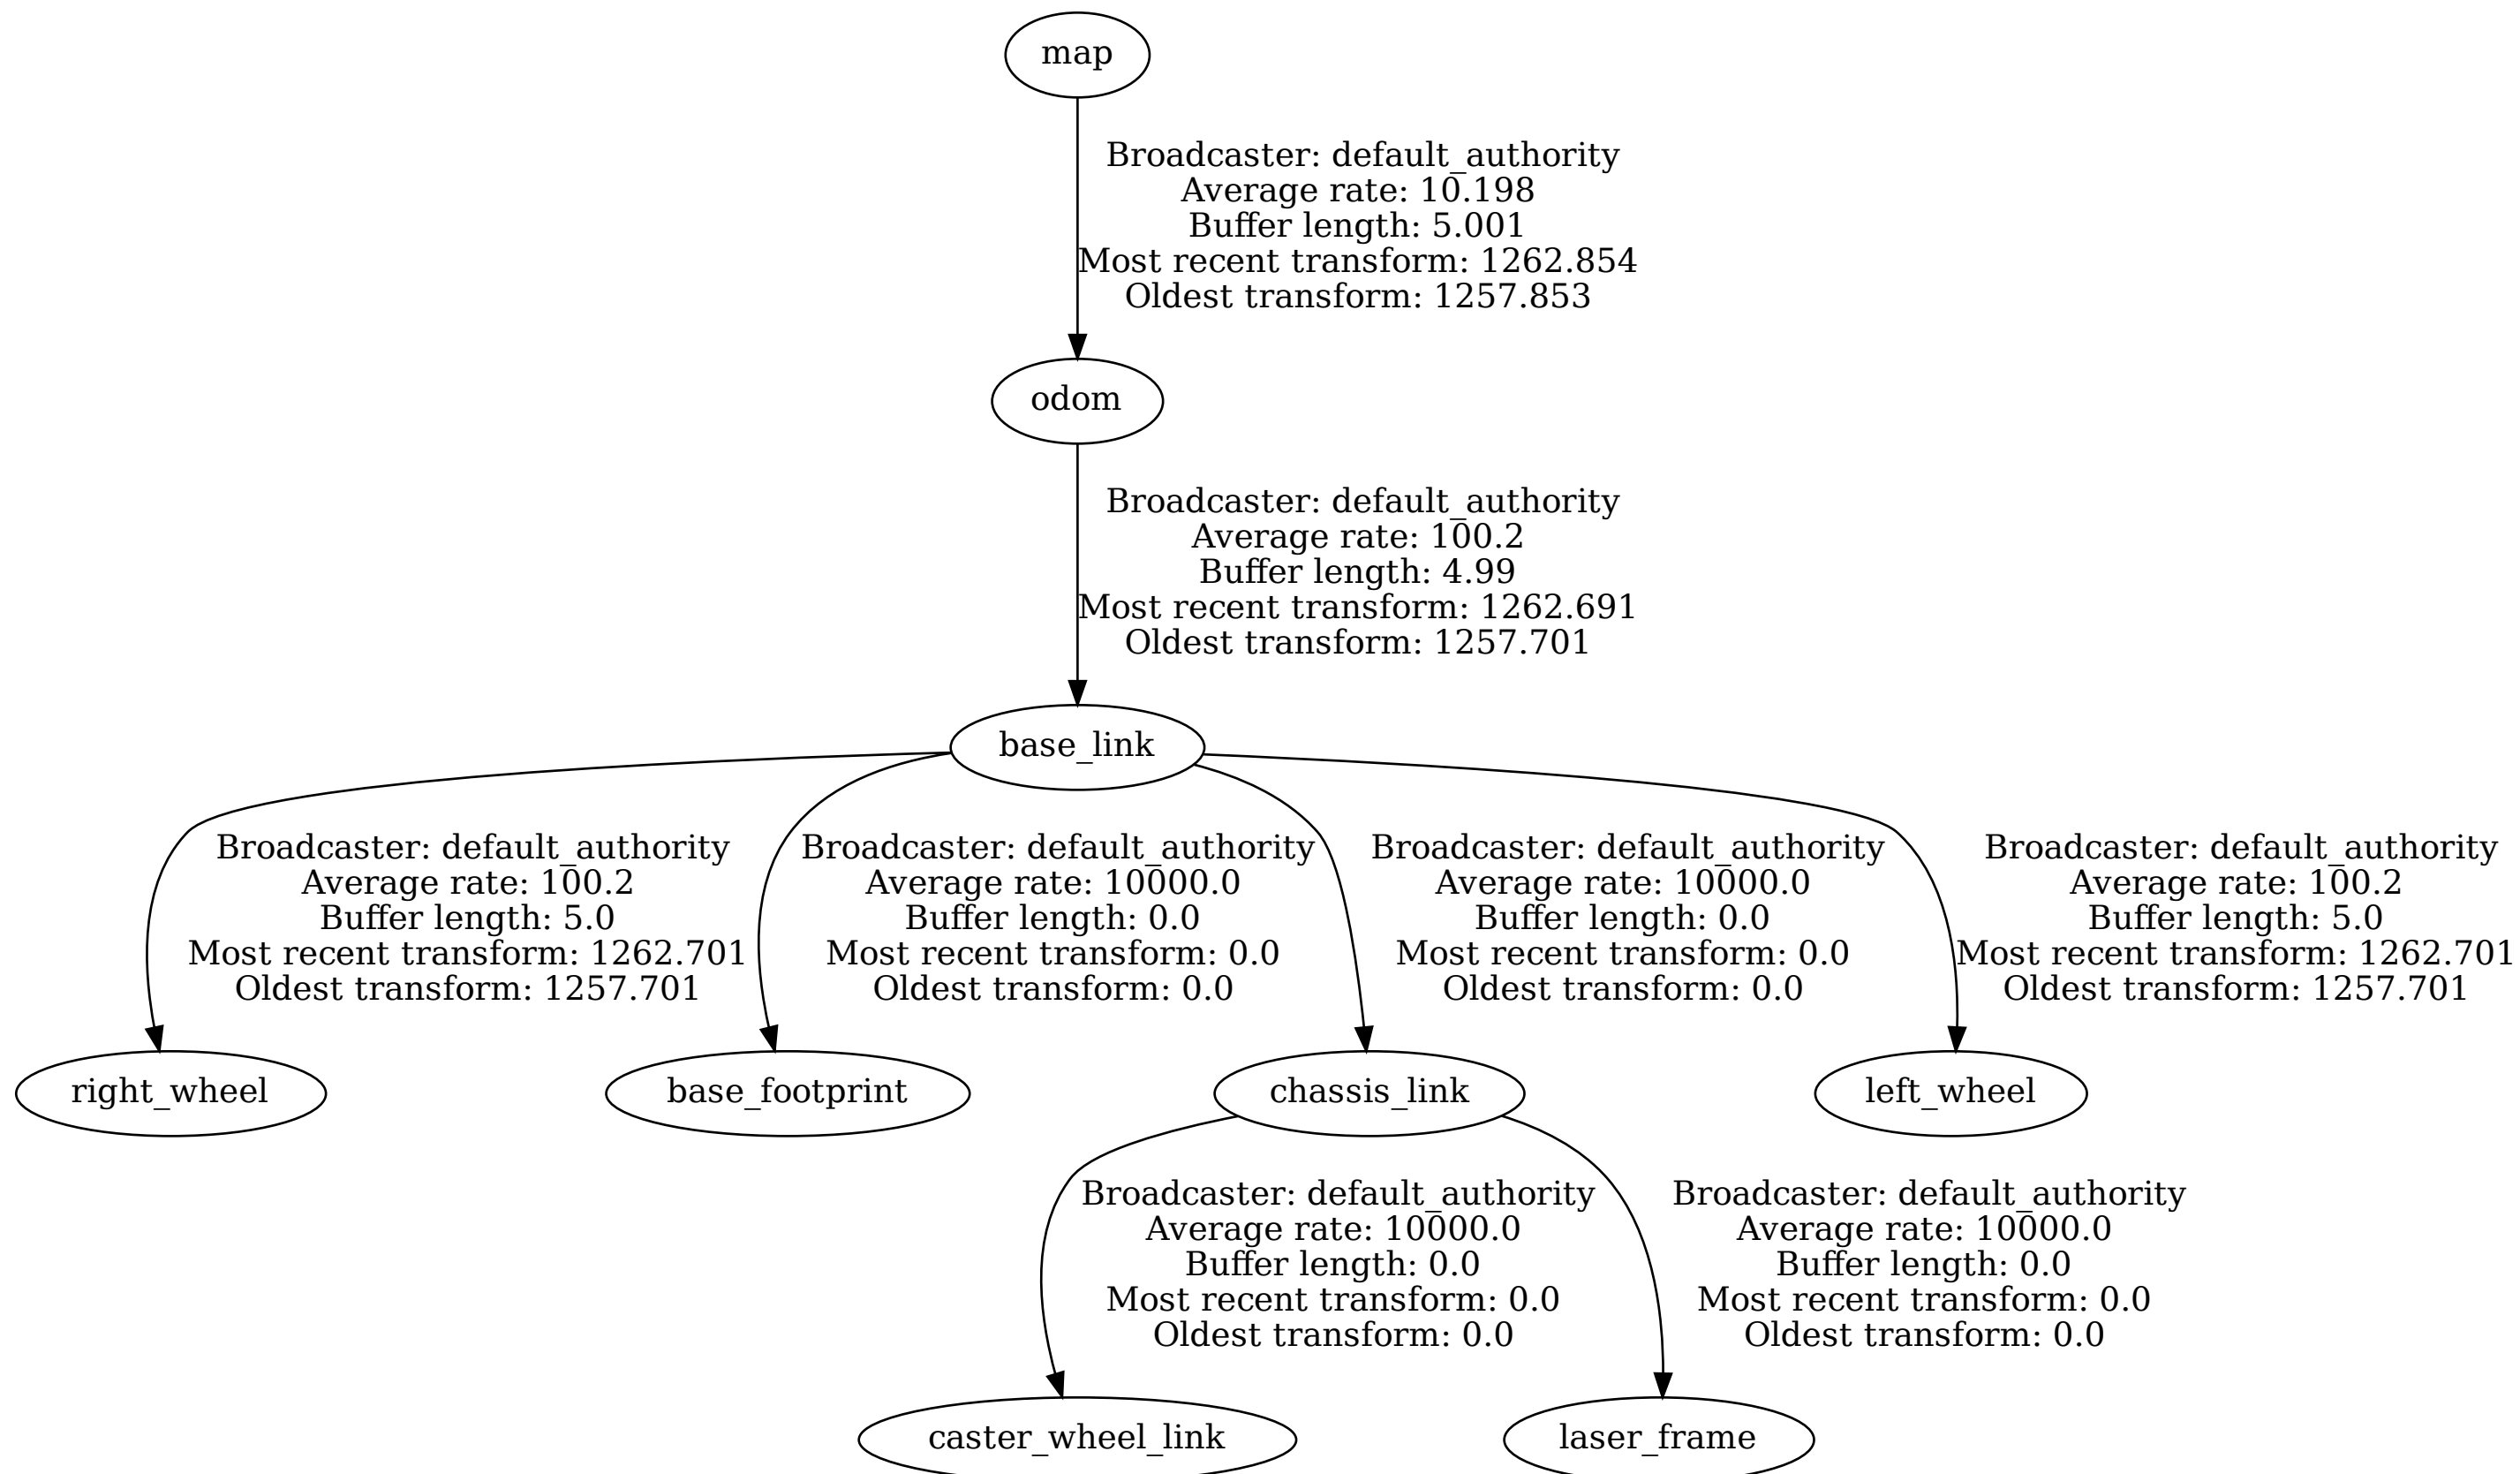 map
Broadcaster: default_authority
Average rate: 10.198
Buffer length: 5.001
Most recent transform: 1262.854
Oldest transform: 1257.853
odom
Broadcaster: default_authority
Average rate: 100.2
Buffer length: 4.99
Most recent transform: 1262.691
Oldest transform: 1257.701
base_link
Broadcaster: default_authority
Average rate: 100.2
Buffer length: 5.0
Most recent transform: 1262.701
Oldest transform: 1257.701
Broadcaster: default_authority
Average rate: 10000.0
Buffer length: 0.0
Most recent transform: 0.0
Oldest transform: 0.0
Broadcaster: default_authority
Average rate: 10000.0
Buffer length: 0.0
Most recent transform: 0.0
Oldest transform: 0.0
Broadcaster: default_authority
Average rate: 100.2
Buffer length: 5.0
Most recent transform: 1262.701
Oldest transform: 1257.701
right_wheel
base_footprint
chassis_link
left_wheel
Broadcaster: default_authority
Average rate: 10000.0
Buffer length: 0.0
Most recent transform: 0.0
Oldest transform: 0.0
Broadcaster: default_authority
Average rate: 10000.0
Buffer length: 0.0
Most recent transform: 0.0
Oldest transform: 0.0
caster_wheel_link
laser_frame